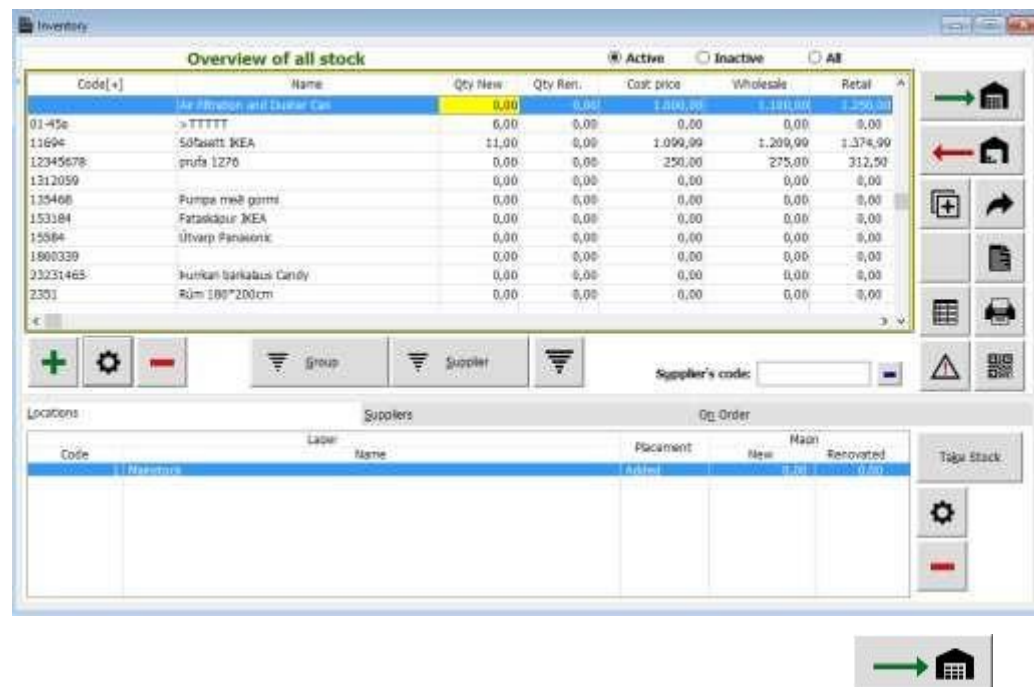 Inventory
Overview of all stock Active Inactive All
Code[+] Name Qty New Qty Ren. Cost price Wholesale Retail
Air Filtration and Duster Can 0,00 0,00 1.000,00 1.100,00 1.250,00
01-45e >TTTTT 6,00 0,00 0,00 0,00 0,00
11694 Sófasett IKEA 11,00 0,00 1.099,99 1.209,99 1.374,99
12345678 prufa 1276 0,00 0,00 250,00 275,00 312,50
1312059 0,00 0,00 0,00 0,00 0,00
135468 Pumpa með gormi 0,00 0,00 0,00 0,00 0,00
153184 Fataskápur IKEA 0,00 0,00 0,00 0,00 0,00
15584 Útvarp Panasonic 0,00 0,00 0,00 0,00 0,00
1800339 0,00 0,00 0,00 0,00 0,00
23231465 Þurrkari barkalaus Candy 0,00 0,00 0,00 0,00 0,00
2351 Rúm 180*200cm 0,00 0,00 0,00 0,00 0,00
Group Supplier Supplier's code:
Locations Suppliers On Order
Lager Magn
Code Name Placement New Renovated Take Stock
1 Mainstock Added 0,00 0,00